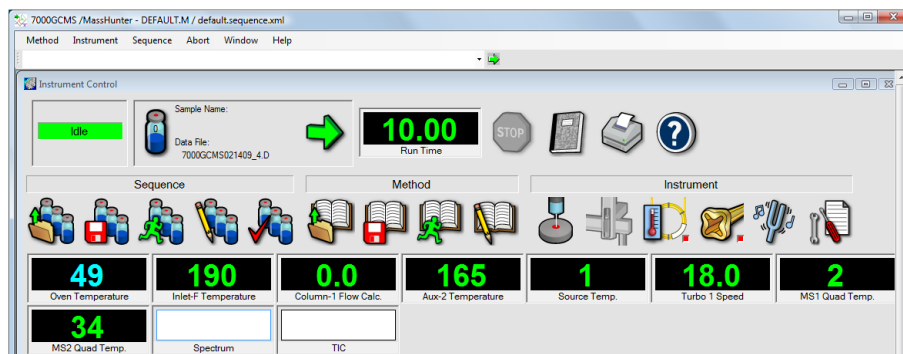 7000GCMS /MassHunter - DEFAULT.M / default.sequence.xml
Method Instrument Sequence Abort Window Help
Instrument Control
Idle
0
Sample Name:
Data File:
7000GCMS021409_4.D
10.00
Run Time
STOP
?
Sequence Method Instrument
49 190 0.0 165 1 18.0 2
Oven Temperature Inlet-F Temperature Column-1 Flow Calc. Aux-2 Temperature Source Temp. Turbo 1 Speed MS1 Quad Temp.
34
MS2 Quad Temp. Spectrum TIC